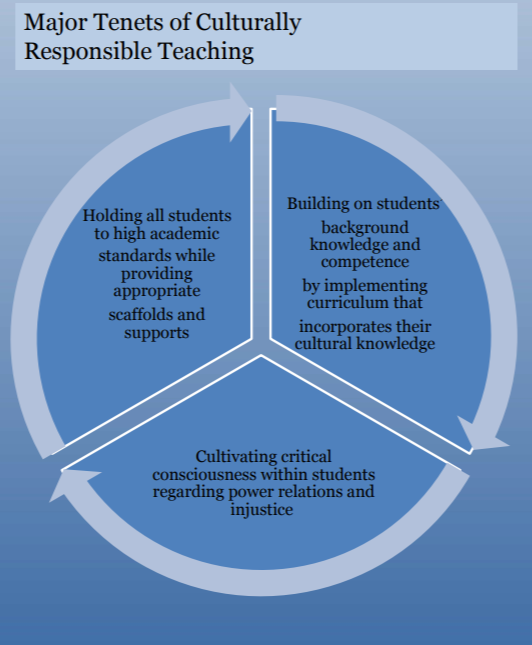 Major Tenets of Culturally
Responsible Teaching
Holding all students
to high academic
standards while
providing
appropriate
scaffolds and
supports
Building on students'
background
knowledge and
competence
by implementing
curriculum that
incorporates their
cultural knowledge
Cultivating critical
consciousness within students
regarding power relations and
injustice